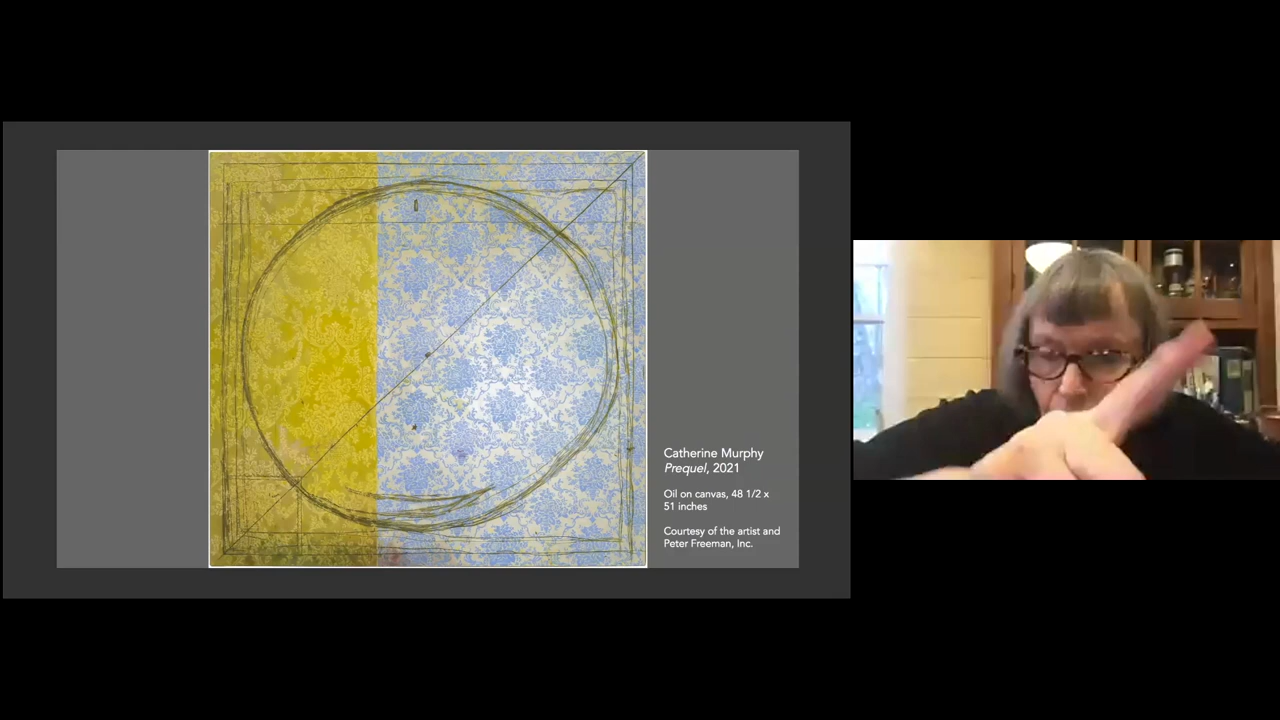 Catherine Murphy
Prequel, 2021
Oil on canvas, 48 1/2 x
51 inches
Courtesy of the artist and
Peter Freeman, Inc.